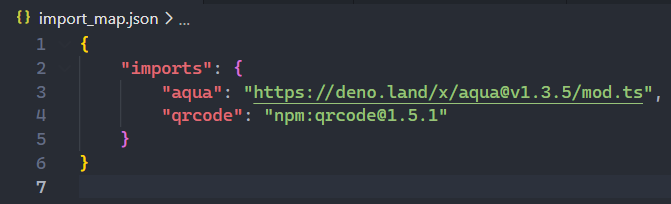 {} import_map.json > ...
1 {
2     "imports": {
3         "aqua": "https://deno.land/x/aqua@v1.3.5/mod.ts",
4         "qrcode": "npm:qrcode@1.5.1"
5     }
6 }
7